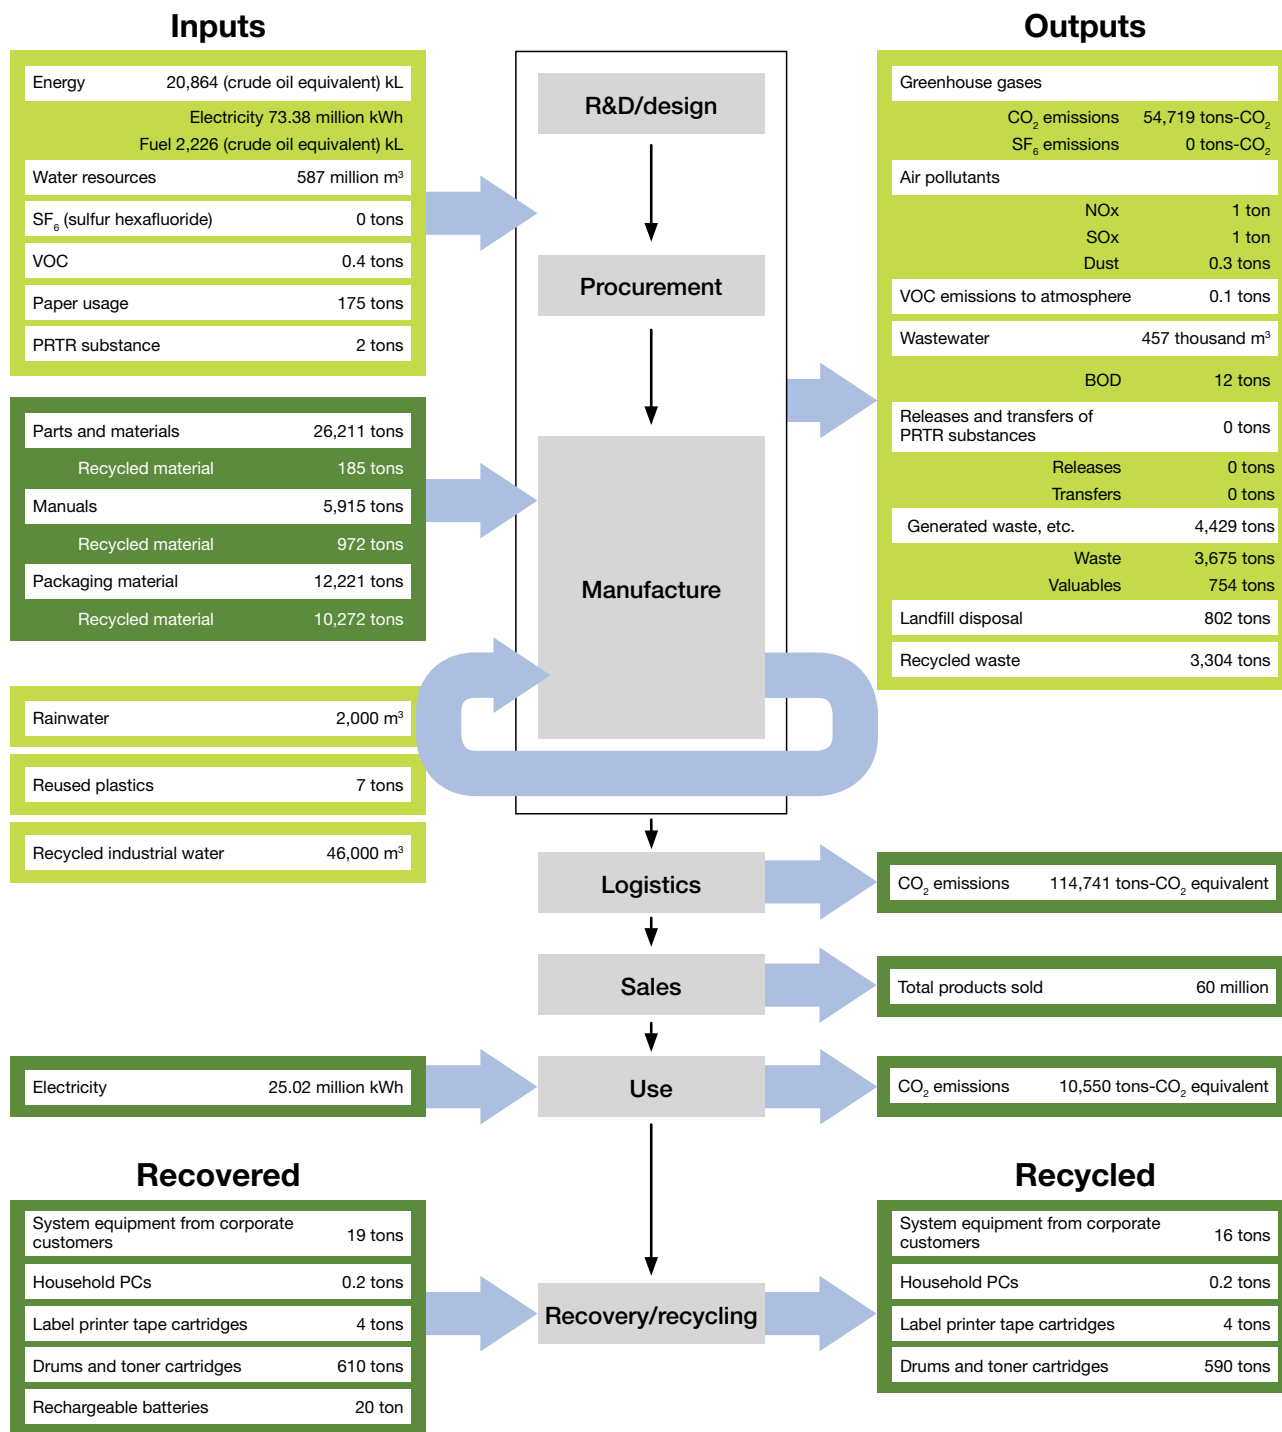 Inputs
Energy 20,864 (crude oil equivalent) kL
Electricity 73.38 million kWh
Fuel 2,226 (crude oil equivalent) kL
Water resources 587 million m³
SF₆ (sulfur hexafluoride) 0 tons
VOC 0.4 tons
Paper usage 175 tons
PRTR substance 2 tons
Parts and materials 26,211 tons
Recycled material 185 tons
Manuals 5,915 tons
Recycled material 972 tons
Packaging material 12,221 tons
Recycled material 10,272 tons
Rainwater 2,000 m³
Reused plastics 7 tons
Recycled industrial water 46,000 m³
R&D/design
Procurement
Manufacture
Logistics
Sales
Use
Recovery/recycling
Outputs
Greenhouse gases
CO₂ emissions 54,719 tons-CO₂
SF₆ emissions 0 tons-CO₂
Air pollutants
NOx 1 ton
SOx 1 ton
Dust 0.3 tons
VOC emissions to atmosphere 0.1 tons
Wastewater 457 thousand m³
BOD 12 tons
Releases and transfers of
PRTR substances 0 tons
Releases 0 tons
Transfers 0 tons
Generated waste, etc. 4,429 tons
Waste 3,675 tons
Valuables 754 tons
Landfill disposal 802 tons
Recycled waste 3,304 tons
CO₂ emissions 114,741 tons-CO₂ equivalent
Total products sold 60 million
Electricity 25.02 million kWh
CO₂ emissions 10,550 tons-CO₂ equivalent
Recovered
System equipment from corporate
customers 19 tons
Household PCs 0.2 tons
Label printer tape cartridges 4 tons
Drums and toner cartridges 610 tons
Rechargeable batteries 20 ton
Recycled
System equipment from corporate
customers 16 tons
Household PCs 0.2 tons
Label printer tape cartridges 4 tons
Drums and toner cartridges 590 tons